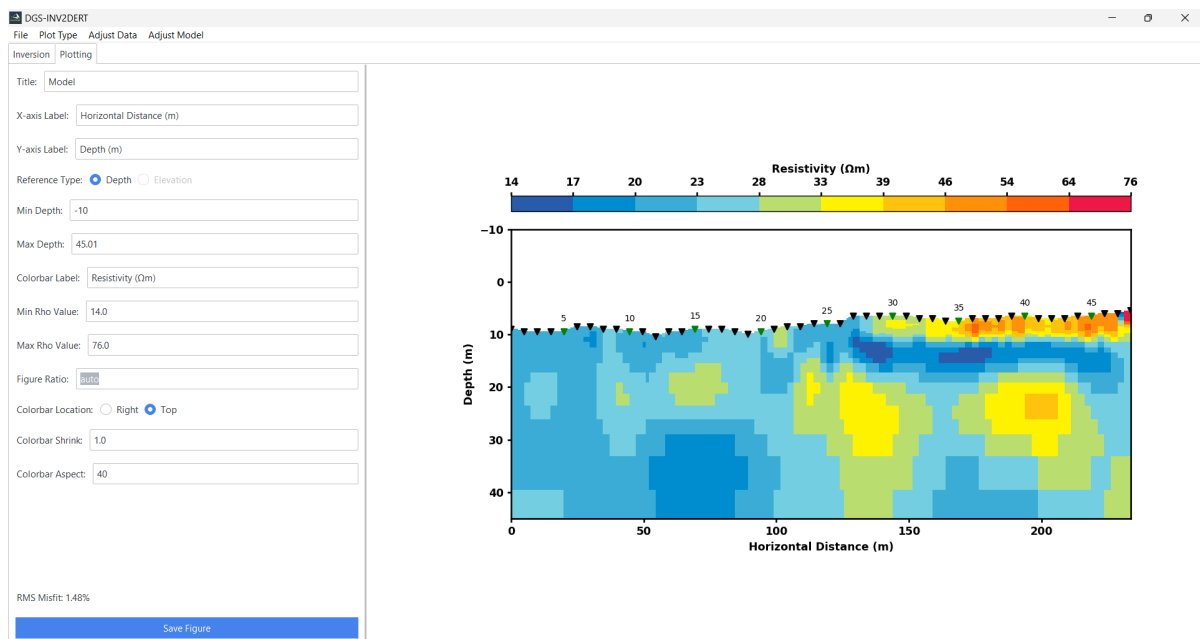 DGS-INV2DERT
File Plot Type Adjust Data Adjust Model
Inversion Plotting
Title: Model
X-axis Label: Horizontal Distance (m)
Y-axis Label: Depth (m)
Reference Type: Depth Elevation
Min Depth: -10
Max Depth: 45.01
Colorbar Label: Resistivity (Ωm)
Min Rho Value: 14.0
Max Rho Value: 76.0
Figure Ratio: auto
Colorbar Location: Right Top
Colorbar Shrink: 1.0
Colorbar Aspect: 40
RMS Misfit: 1.48%
Save Figure
Resistivity (Ωm)
14 17 20 23 28 33 39 46 54 64 76
−10
0
10
20
30
40
Depth (m)
5 10 15 20 25 30 35 40 45
0 50 100 150 200
Horizontal Distance (m)